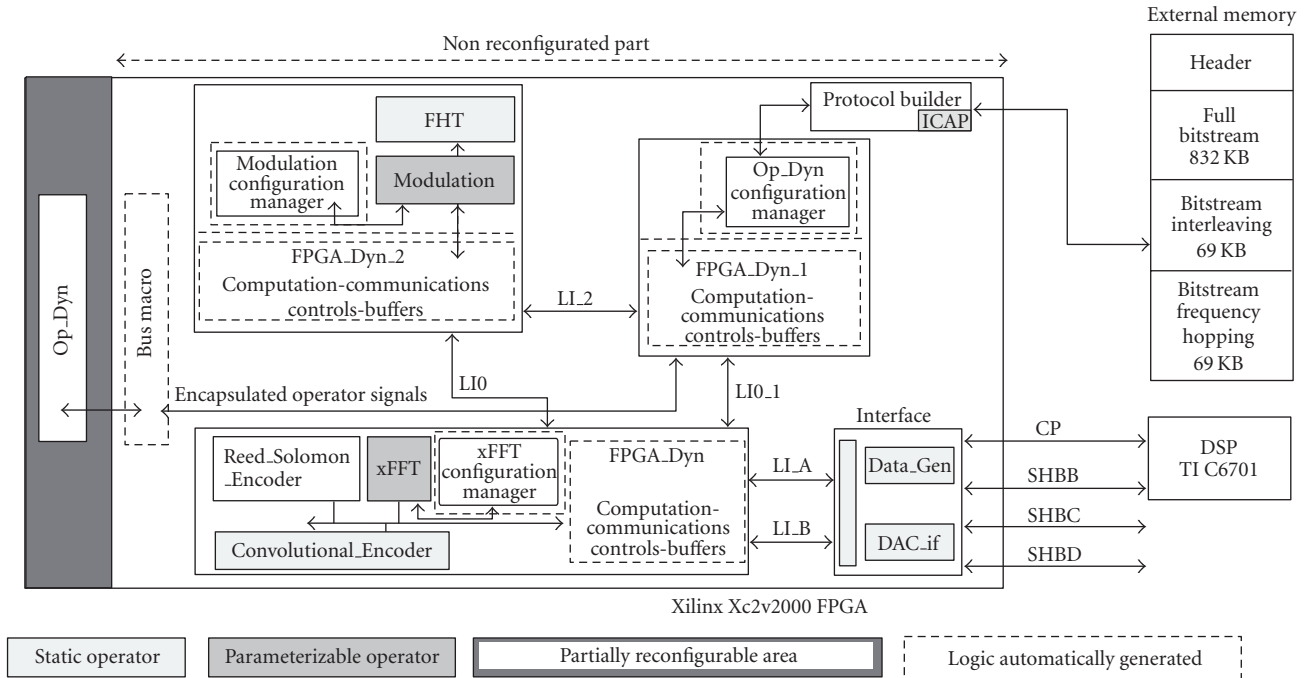 External memory
Non reconfigurated part
Header
Protocol builder
ICAP
FHT
Full
bitstream
832 KB
Modulation
configuration
manager
Modulation
Op_Dyn
configuration
manager
Bitstream
interleaving
69 KB
FPGA_Dyn_2
Computation-communications
controls-buffers
LI_2
FPGA_Dyn_1
Computation-
communications
controls-buffers
Bitstream
frequency
hopping
69 KB
Op_Dyn
Bus macro
LI0
LI0_1
Encapsulated operator signals
Interface
Reed_Solomon
_Encoder
xFFT
xFFT
configuration
manager
FPGA_Dyn
Computation-
communications
controls-buffers
Convolutional_Encoder
LI_A
LI_B
Data_Gen
DAC_if
CP
SHBB
SHBC
SHBD
DSP
TI C6701
Xilinx Xc2v2000 FPGA
Static operator
Parameterizable operator
Partially reconfigurable area
Logic automatically generated